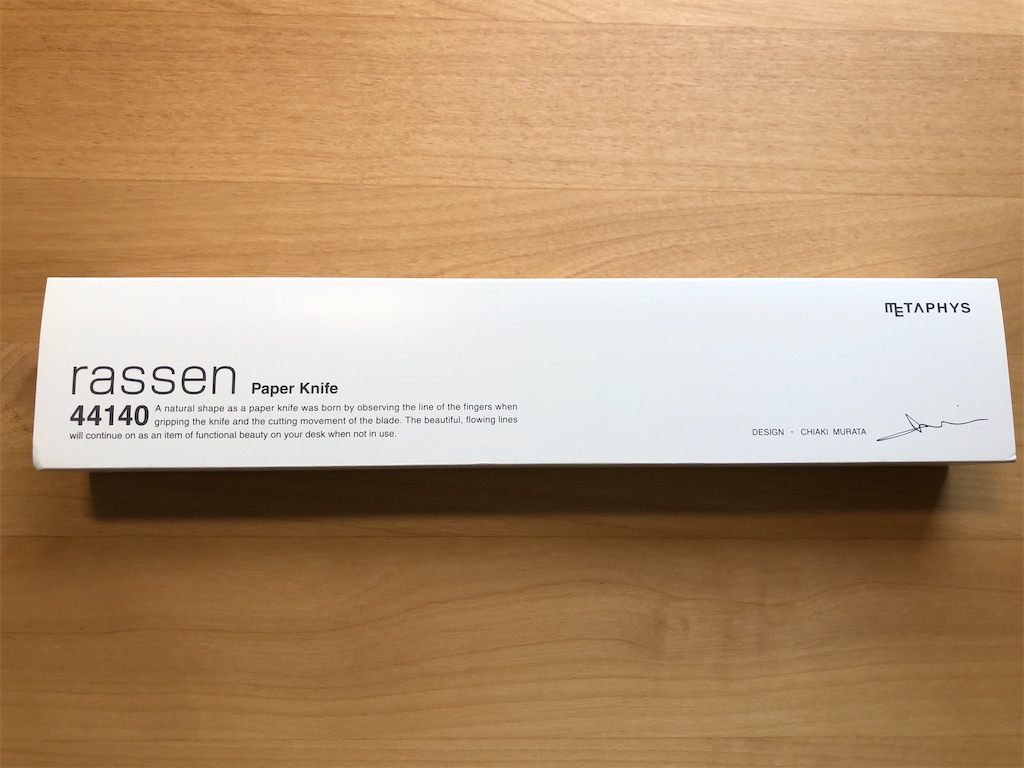 METAPHYS
rassen Paper Knife
44140 A natural shape as a paper knife was born by observing the line of the fingers when
gripping the knife and the cutting movement of the blade. The beautiful, flowing lines
will continue on as an item of functional beauty on your desk when not in use.
DESIGN · CHIAKI MURATA